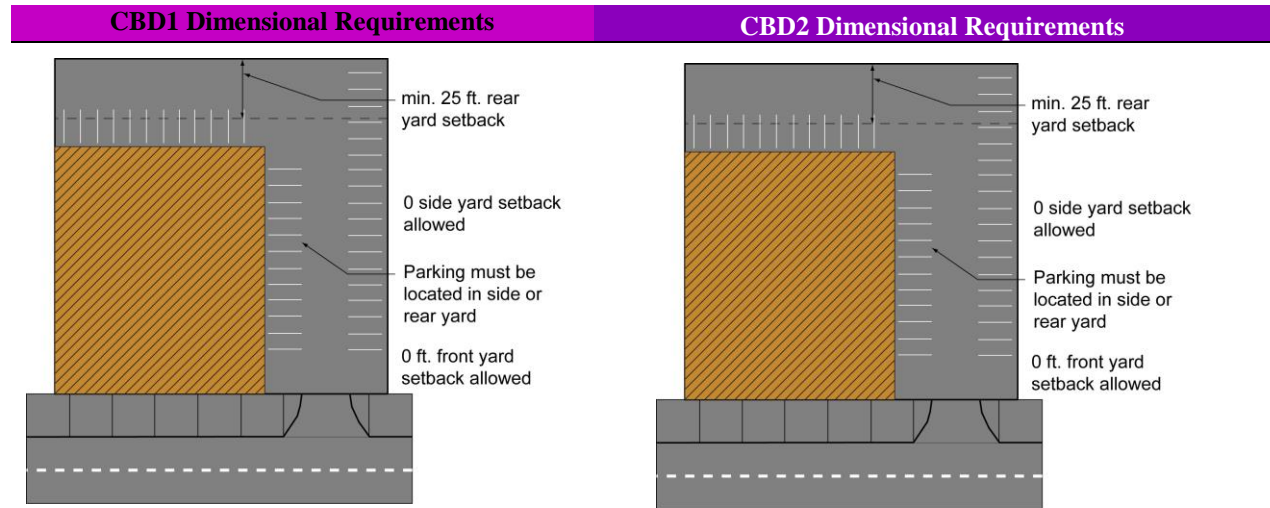 CBD1 Dimensional Requirements
min. 25 ft. rear
yard setback
0 side yard setback
allowed
Parking must be
located in side or
rear yard
0 ft. front yard
setback allowed
CBD2 Dimensional Requirements
min. 25 ft. rear
yard setback
0 side yard setback
allowed
Parking must be
located in side or
rear yard
0 ft. front yard
setback allowed